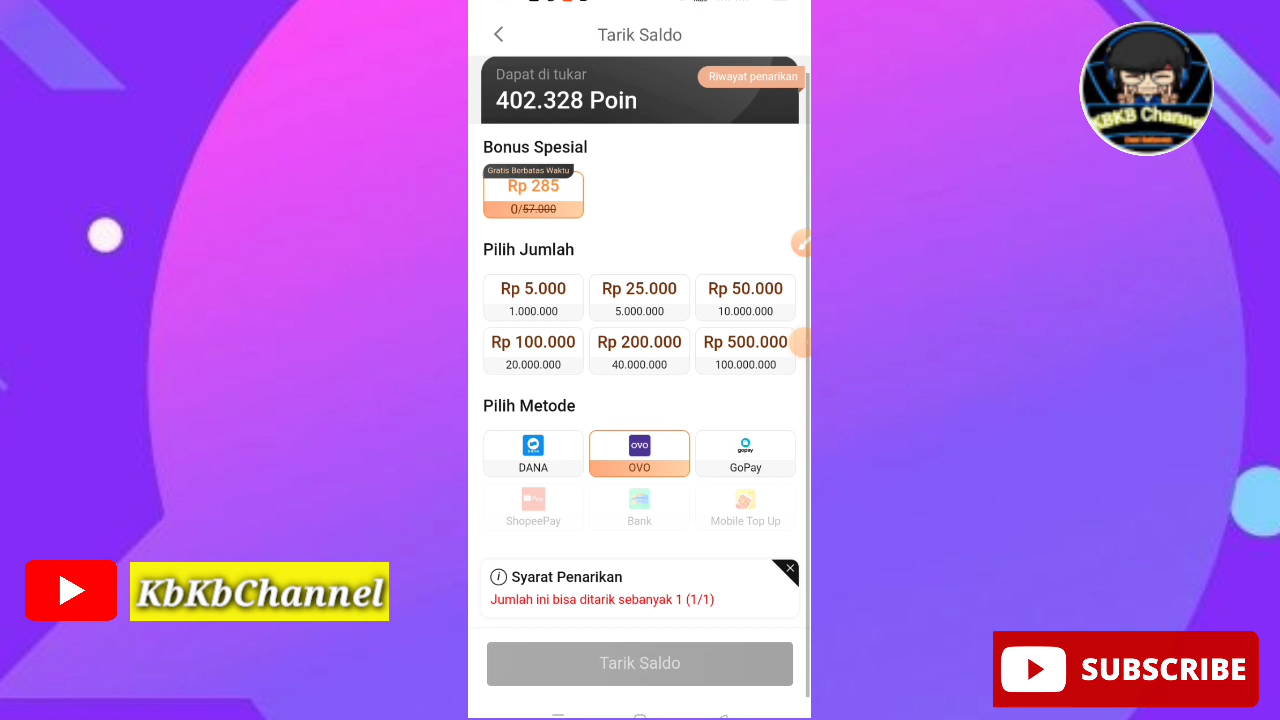 Tarik Saldo
Dapat di tukar
Riwayat penarikan
402.328 Poin
Bonus Spesial
Gratis Berbatas Waktu
Rp 285
0/57.000
Pilih Jumlah
Rp 5.000 Rp 25.000 Rp 50.000
1.000.000 5.000.000 10.000.000
Rp 100.000 Rp 200.000 Rp 500.000
20.000.000 40.000.000 100.000.000
Pilih Metode
OVO gopay
DANA OVO GoPay
ShopeePay Bank Mobile Top Up
Syarat Penarikan
Jumlah ini bisa ditarik sebanyak 1 (1/1)
Tarik Saldo
KBKB Channe
KbKbChannel
SUBSCRIBE